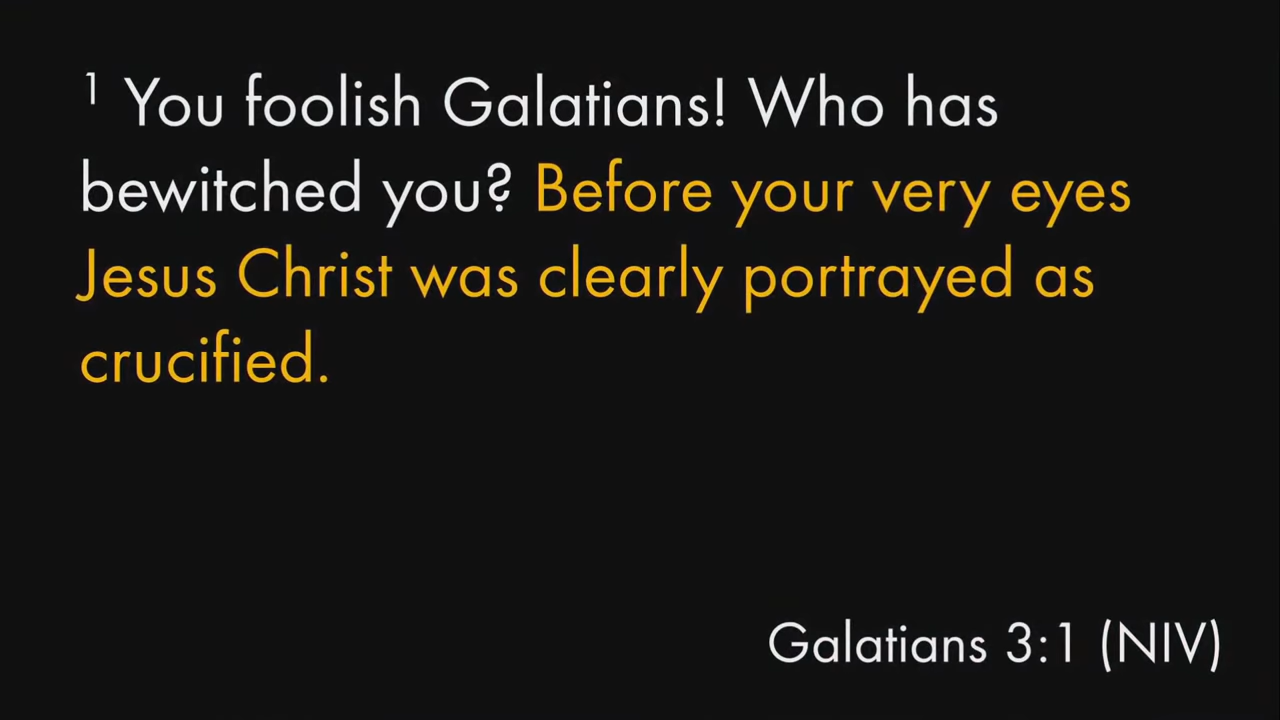 1 You foolish Galatians! Who has
bewitched you? Before your very eyes
Jesus Christ was clearly portrayed as
crucified.
Galatians 3:1 (NIV)